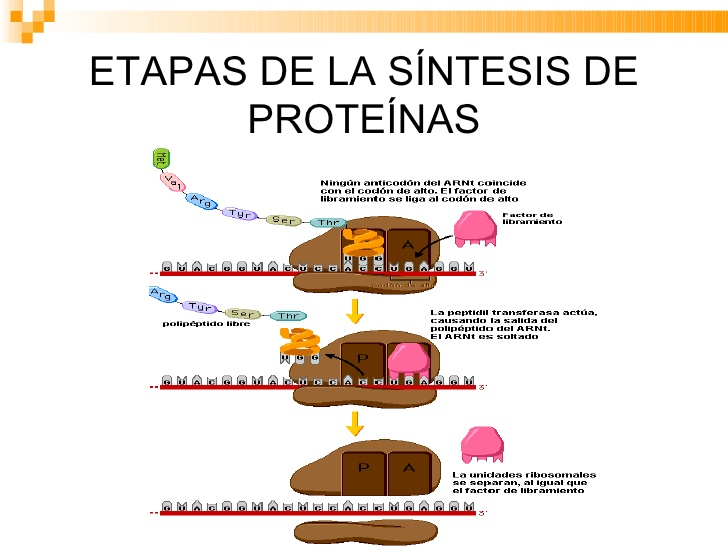 ETAPAS DE LA SÍNTESIS DE
PROTEÍNAS
Met
Val
Arg
Tyr
Ser
Thr
Ningún anticodón del ARNt coincide
con el codón de alto. El factor de
libramiento se liga al codón de alto
Factor de
libramiento
A
U G G
G U A C G G U A C U C C A C C U G A G G U 3'
codón de alto
Arg
Tyr
Ser
Thr
polipéptido libre
La peptidil transferasa actúa,
causando la salida del
polipéptido del ARNt.
El ARNt es soltado
U G G
P
G U A C G G U A C U C C A C C U G A G G U 3'
P A
La unidades ribosomales
se separan, al igual que
el factor de libramiento
G U A C G G U A C U C C A C C U G A G G U 3'